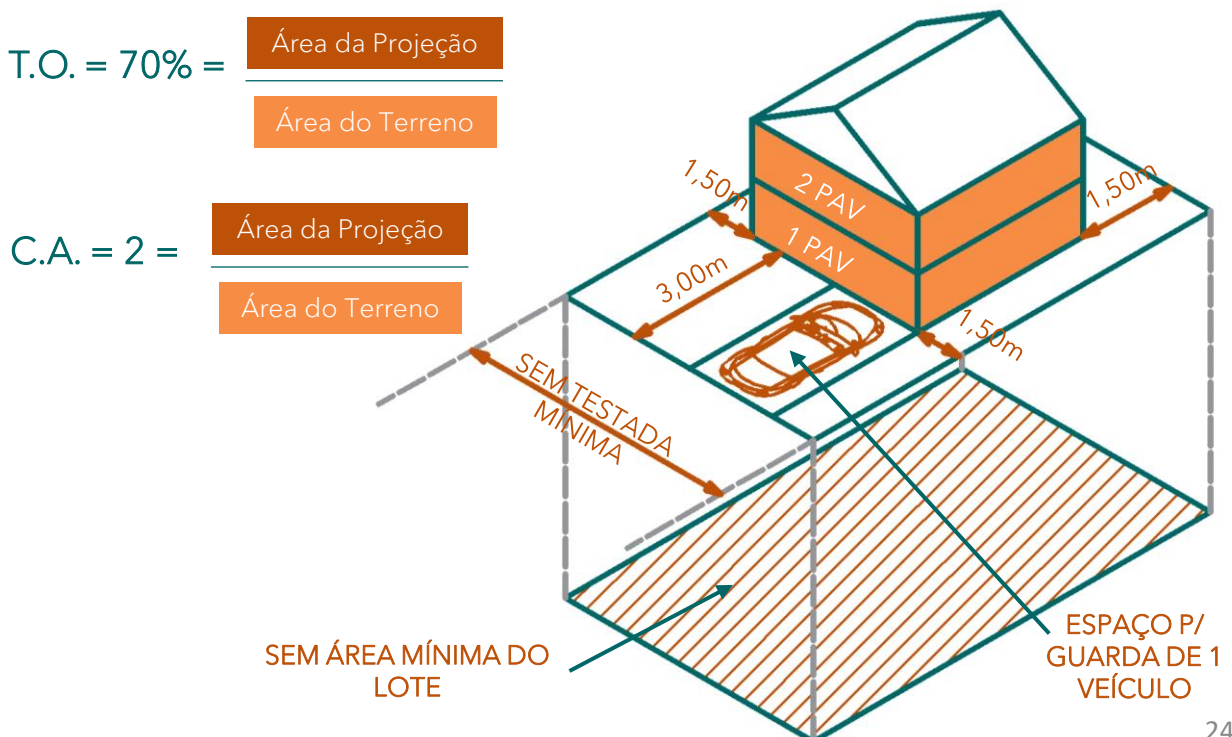 T.O. = 70% =
Área da Projeção
Área do Terreno
C.A. = 2 =
Área da Projeção
Área do Terreno
1,50m
2 PAV
1 PAV
1,50m
3,00m
1,50m
SEM TESTADA
MÍNIMA
SEM ÁREA MÍNIMA DO
LOTE
ESPAÇO P/
GUARDA DE 1
VEÍCULO
24